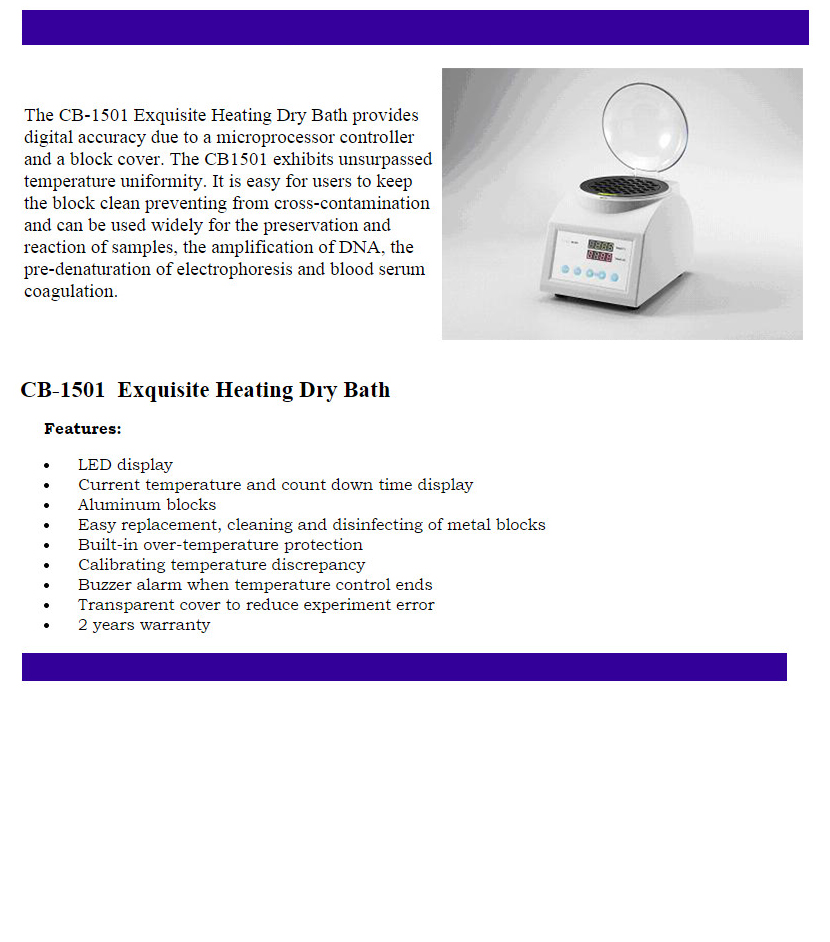 The CB-1501 Exquisite Heating Dry Bath provides
digital accuracy due to a microprocessor controller
and a block cover. The CB1501 exhibits unsurpassed
temperature uniformity. It is easy for users to keep
the block clean preventing from cross-contamination
and can be used widely for the preservation and
reaction of samples, the amplification of DNA, the
pre-denaturation of electrophoresis and blood serum
coagulation.
CB-1501 Exquisite Heating Dry Bath
Features:
• LED display
• Current temperature and count down time display
• Aluminum blocks
• Easy replacement, cleaning and disinfecting of metal blocks
• Built-in over-temperature protection
• Calibrating temperature discrepancy
• Buzzer alarm when temperature control ends
• Transparent cover to reduce experiment error
• 2 years warranty